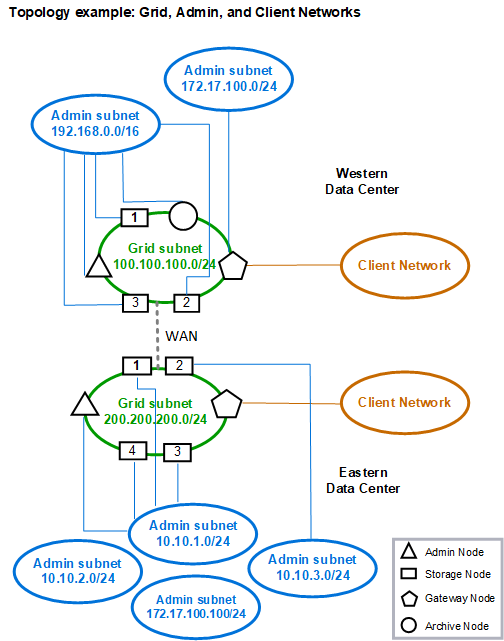 Topology example: Grid, Admin, and Client Networks
Admin subnet
172.17.100.0/24
Admin subnet
192.168.0.0/16
Western
Data Center
1
Grid subnet
100.100.100.0/24
Client Network
3
2
WAN
1
2
Grid subnet
200.200.200.0/24
Client Network
4
3
Eastern
Data Center
Admin subnet
10.10.1.0/24
Admin subnet
10.10.2.0/24
Admin subnet
10.10.3.0/24
Admin subnet
172.17.100.100/24
Admin Node
Storage Node
Gateway Node
Archive Node